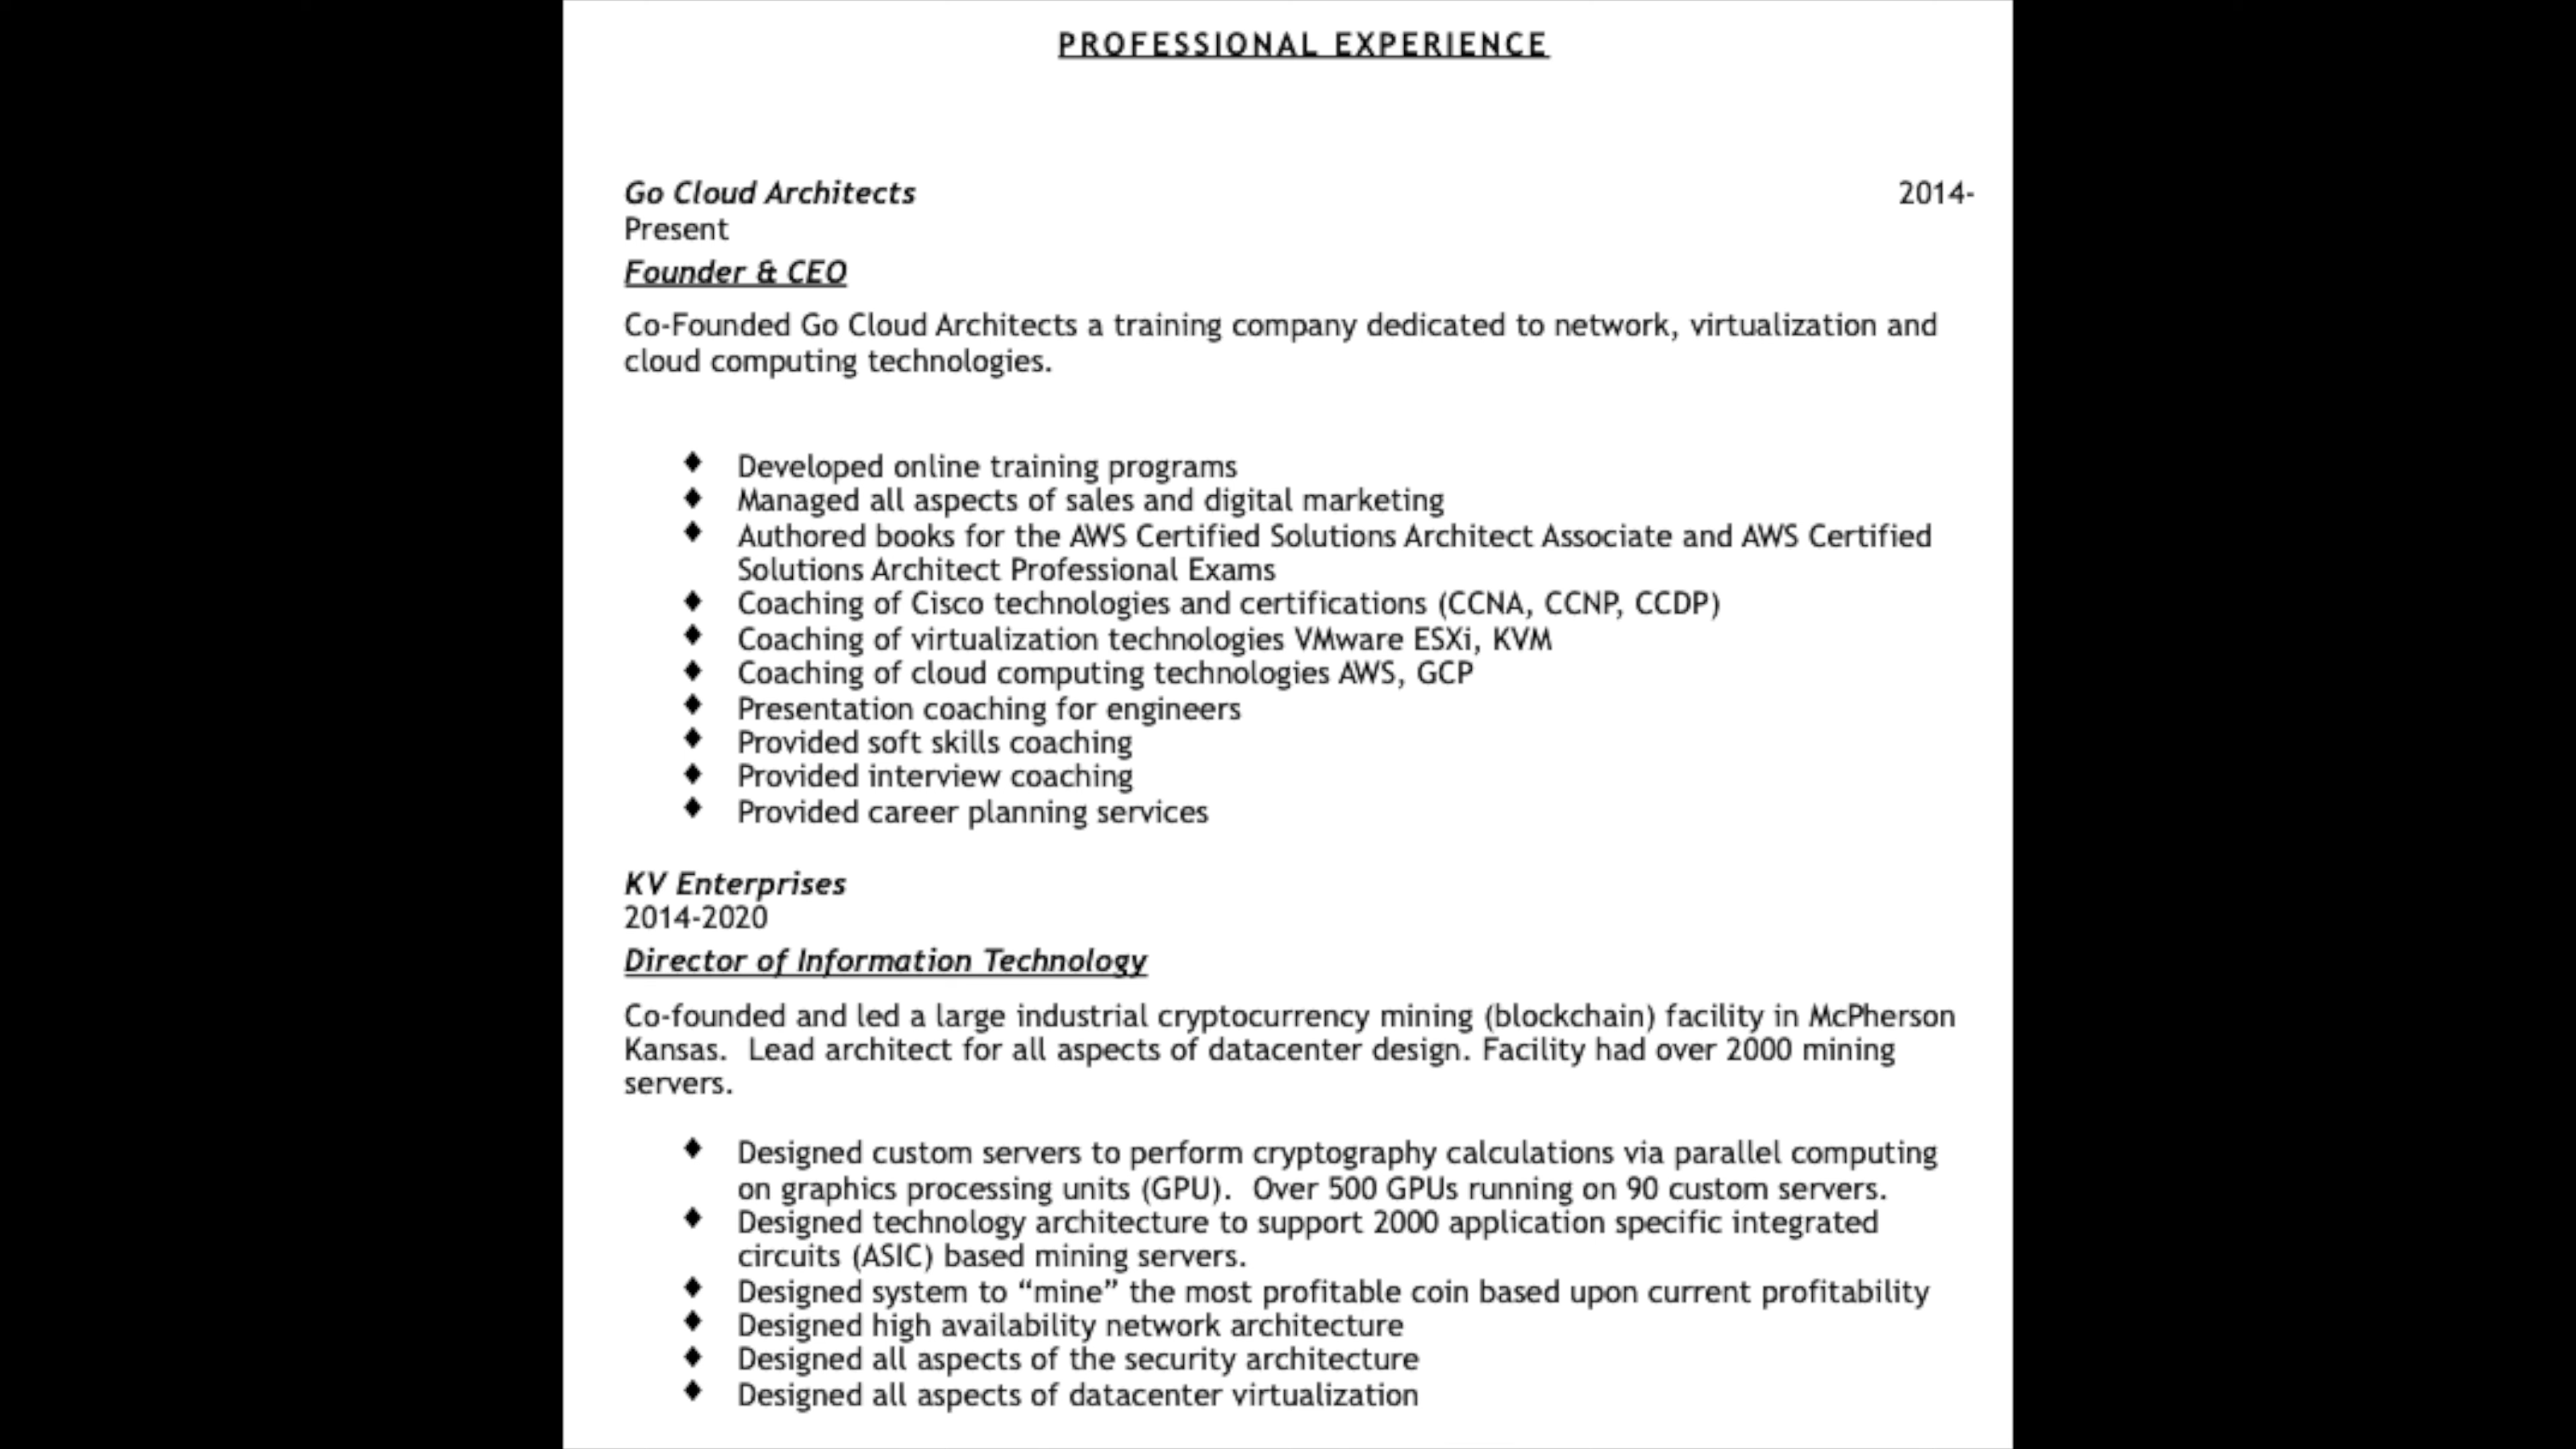 PROFESSIONAL EXPERIENCE
Go Cloud Architects 2014-
Present
Founder & CEO
Co-Founded Go Cloud Architects a training company dedicated to network, virtualization and
cloud computing technologies.
♦ Developed online training programs
♦ Managed all aspects of sales and digital marketing
♦ Authored books for the AWS Certified Solutions Architect Associate and AWS Certified
Solutions Architect Professional Exams
♦ Coaching of Cisco technologies and certifications (CCNA, CCNP, CCDP)
♦ Coaching of virtualization technologies VMware ESXi, KVM
♦ Coaching of cloud computing technologies AWS, GCP
♦ Presentation coaching for engineers
♦ Provided soft skills coaching
♦ Provided interview coaching
♦ Provided career planning services
KV Enterprises
2014-2020
Director of Information Technology
Co-founded and led a large industrial cryptocurrency mining (blockchain) facility in McPherson
Kansas.  Lead architect for all aspects of datacenter design. Facility had over 2000 mining
servers.
♦ Designed custom servers to perform cryptography calculations via parallel computing
on graphics processing units (GPU).  Over 500 GPUs running on 90 custom servers.
♦ Designed technology architecture to support 2000 application specific integrated
circuits (ASIC) based mining servers.
♦ Designed system to “mine” the most profitable coin based upon current profitability
♦ Designed high availability network architecture
♦ Designed all aspects of the security architecture
♦ Designed all aspects of datacenter virtualization